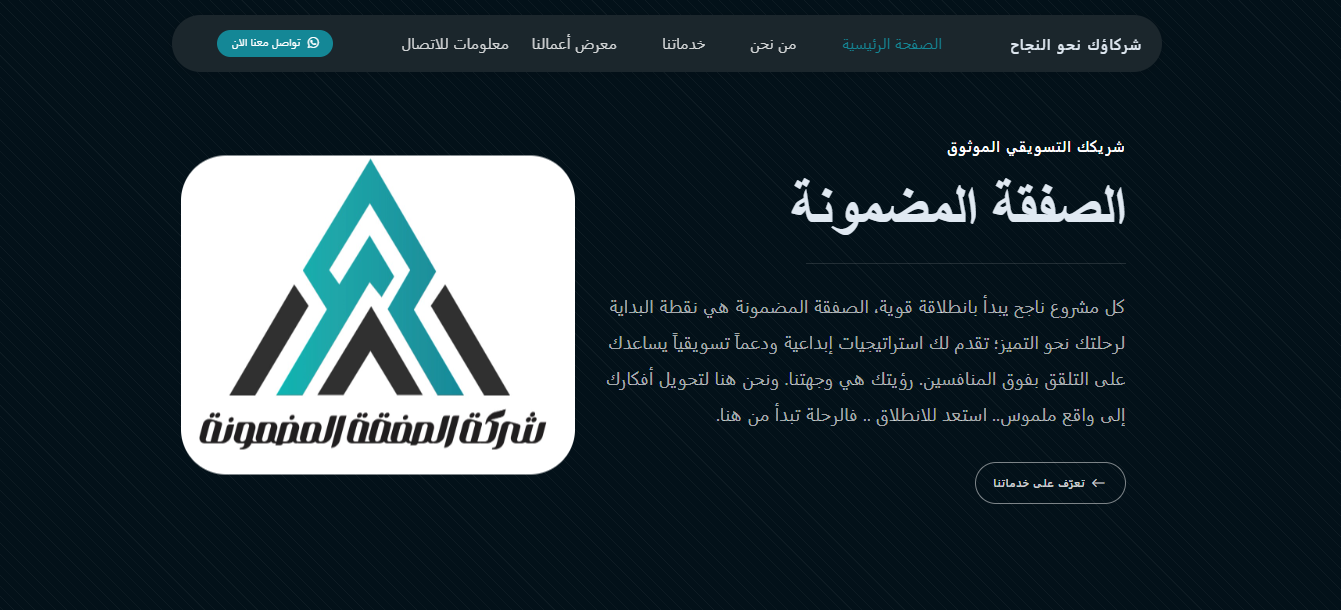 شركاؤك نحو النجاح
الصفحة الرئيسية
من نحن
خدماتنا
معرض أعمالنا
معلومات للاتصال
تواصل معنا الان
شريكك التسويقي الموثوق
الصفقة المضمونة
كل مشروع ناجح يبدأ بانطلاقة قوية، الصفقة المضمونة هي نقطة البداية
لرحلتك نحو التميز؛ تقدم لك استراتيجيات إبداعية ودعماً تسويقياً يساعدك
على التلقق بفوق المنافسين. رؤيتك هي وجهتنا. ونحن هنا لتحويل أفكارك
إلى واقع ملموس.. استعد للانطلاق .. فالرحلة تبدأ من هنا.
تعرّف على خدماتنا
شركة الصفقة المضمونة